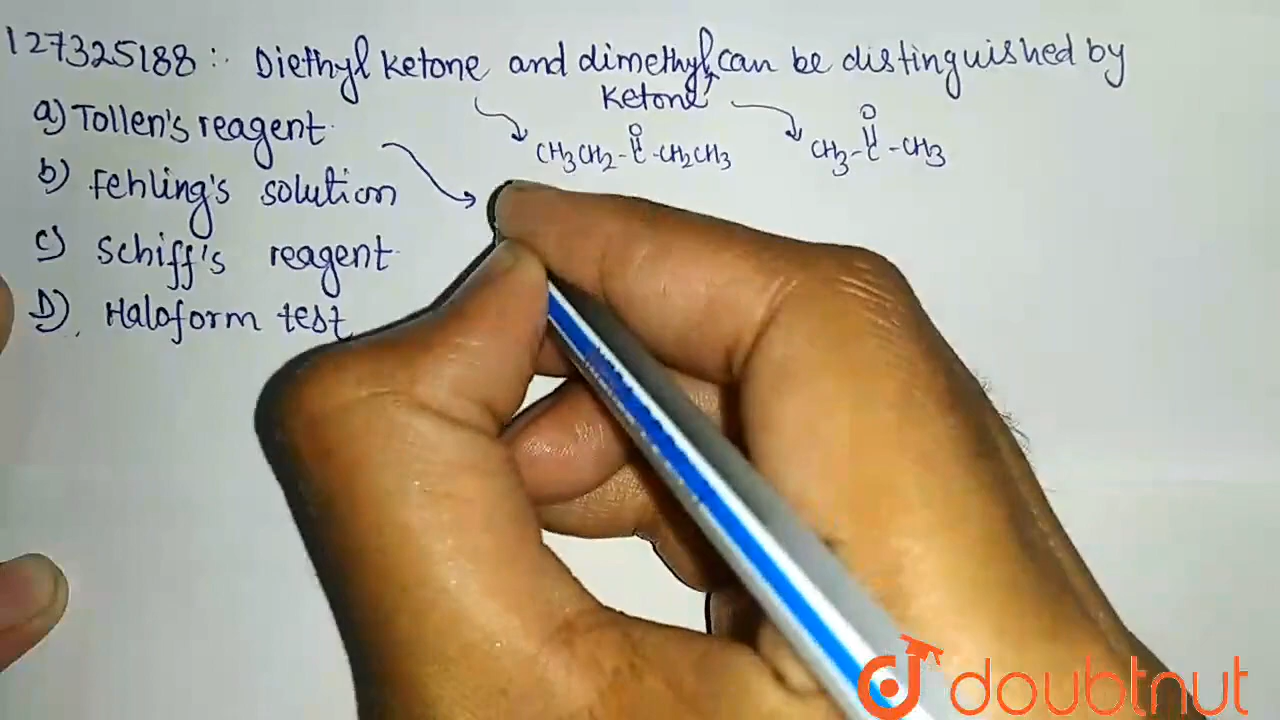 127325188:. Diethyl ketone and dimethyl can be distinguished by
ketone
a) Tollen's reagent
CH3CH2-C-CH2CH3
O
CH3-C-CH3
O
b) Fehling's solution
c) Schiff's reagent
D) Haloform test
doubtnut